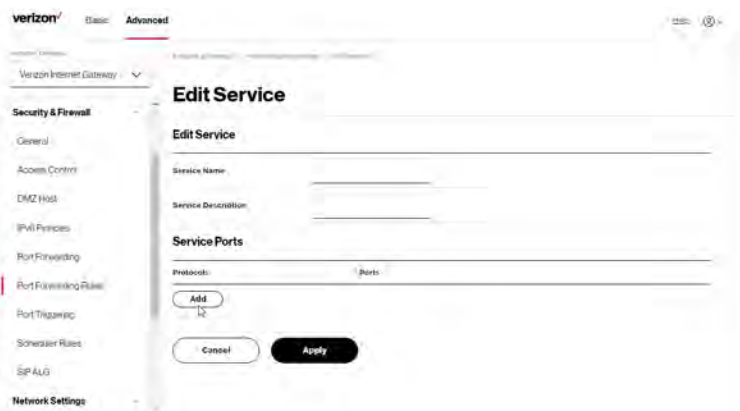 verizon✓
Basic
Advanced
Verizon Internet Gateway
Security & Firewall
General
Access Control
DMZ Host
IPv6 Pinholes
Port Forwarding
Port Forwarding Rules
Port Triggering
Scheduler Rules
SIP ALG
Network Settings
Edit Service
Edit Service
Service Name
Service Description
Service Ports
Protocols
Ports
Add
Cancel
Apply